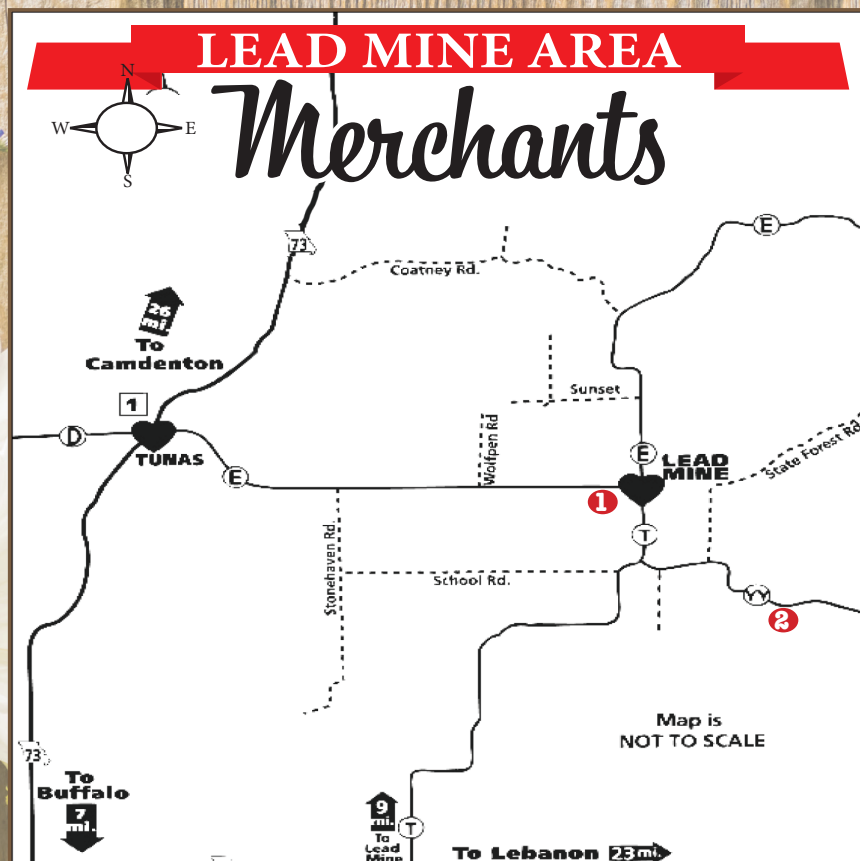 LEAD MINE AREA
Merchants
N
W
E
S
E
73
Coatney Rd.
26
mi.
To
Camdenton
Sunset
1
D
TUNAS
E
Wolfpen Rd
E
LEAD
MINE
State Forest Rd
1
T
Stonehaven Rd.
School Rd.
YY
2
Map is
NOT TO SCALE
73
To
Buffalo
7
mi.
9
mi.
To
Lead
Mine
T
To Lebanon 23 mi.